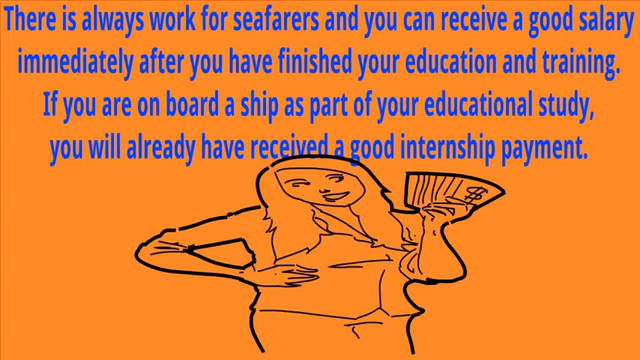 There is always work for seafarers and you can receive a good salary
immediately after you have finished your education and training.
If you are on board a ship as part of your educational study,
you will already have received a good internship payment.
$